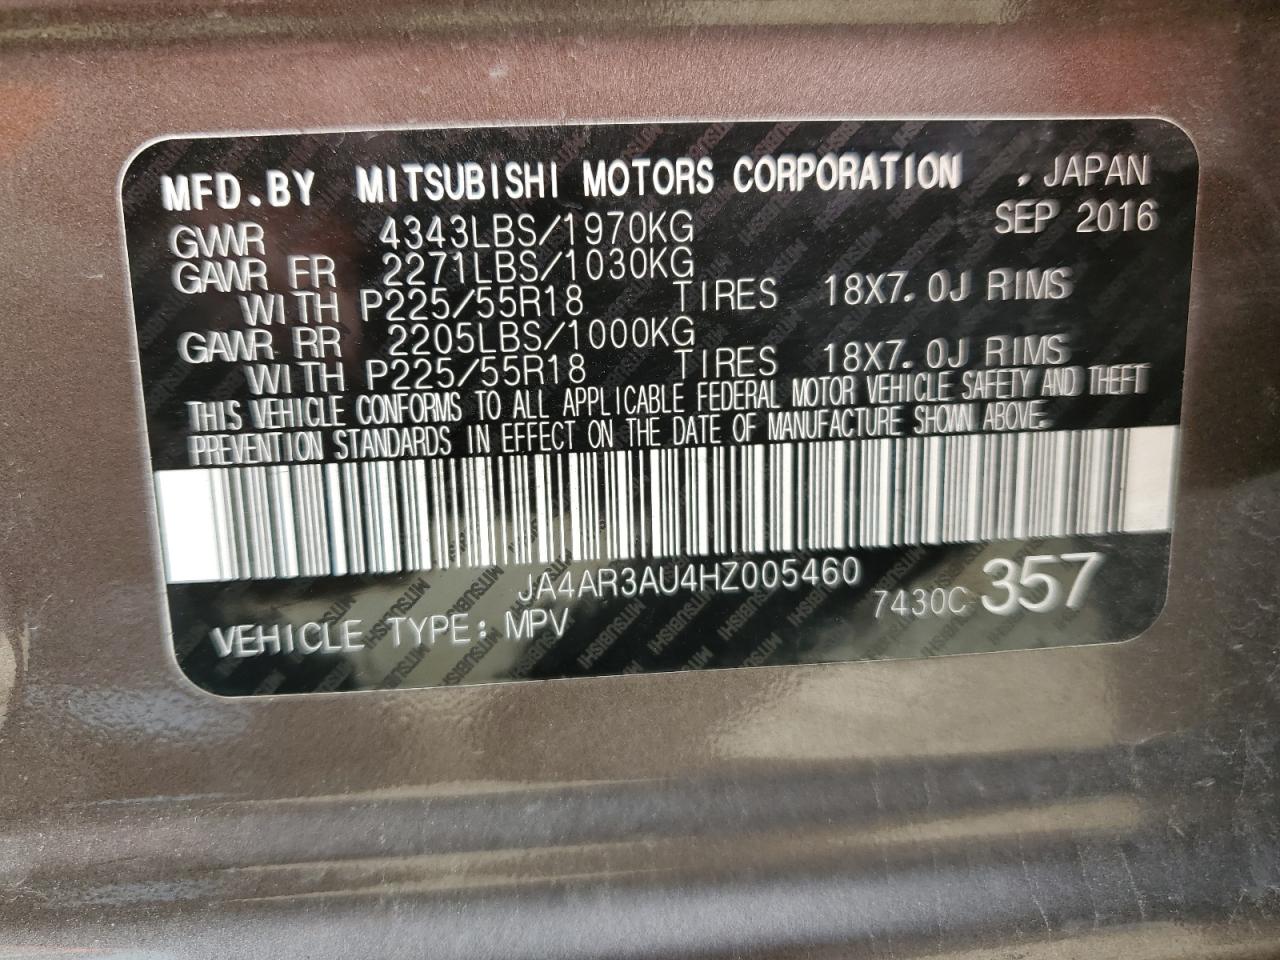 MFD.BY MITSUBISHI MOTORS CORPORATION , JAPAN
SEP 2016
GVWR 4343LBS/1970KG
GAWR FR 2271LBS/1030KG
WITH P225/55R18 TIRES 18X7.0J RIMS
GAWR RR 2205LBS/1000KG
WITH P225/55R18 TIRES 18X7.0J RIMS
THIS VEHICLE CONFORMS TO ALL APPLICABLE FEDERAL MOTOR VEHICLE SAFETY AND THEFT
PREVENTION STANDARDS IN EFFECT ON THE DATE OF MANUFACTURE SHOWN ABOVE.
JA4AR3AU4HZ005460
VEHICLE TYPE: MPV 7430C 357